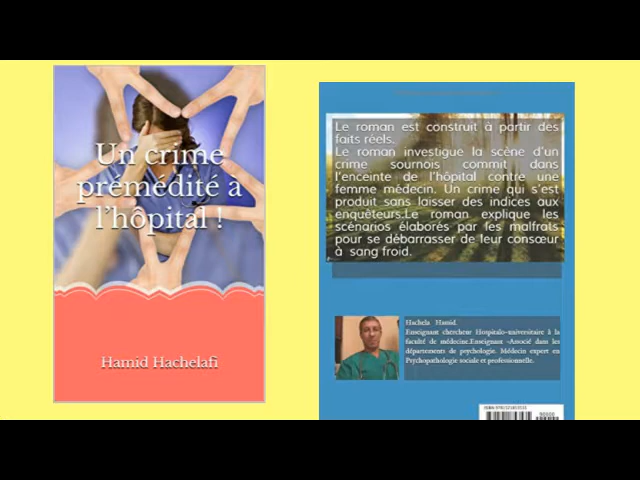 Un crime
prémédité à
l'hôpital !
Hamid Hachelafi
Le roman est construit à partir des
faits réels.
Le roman investigue la scène d'un
crime sournois commit dans
l'enceinte de l'hôpital contre une
femme médecin. Un crime qui s'est
produit sans laisser des indices aux
enquêteurs.Le roman explique les
scénarios élaborés par les malfrats
pour se débarrasser de leur consœur
à sang froid.
Hachela Hamid.
Enseignant chercheur Hospitalo-universitaire à la
faculté de médecine.Enseignant -Associé dans les
départements de psychologie. Médecin expert en
Psychopathologie sociale et professionnelle.
ISBN
90000